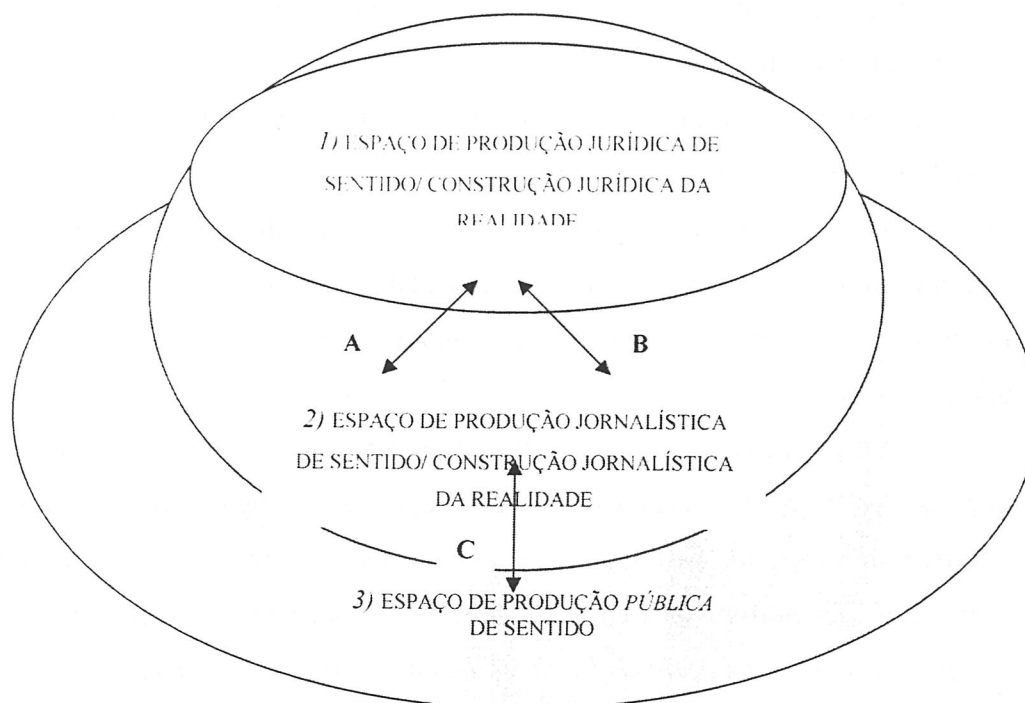 1) ESPAÇO DE PRODUÇÃO JURÍDICA DE
SENTIDO/ CONSTRUÇÃO JURÍDICA DA
REALIDADE
A
B
2) ESPAÇO DE PRODUÇÃO JORNALÍSTICA
DE SENTIDO/ CONSTRUÇÃO JORNALÍSTICA
DA REALIDADE
C
3) ESPAÇO DE PRODUÇÃO PÚBLICA
DE SENTIDO